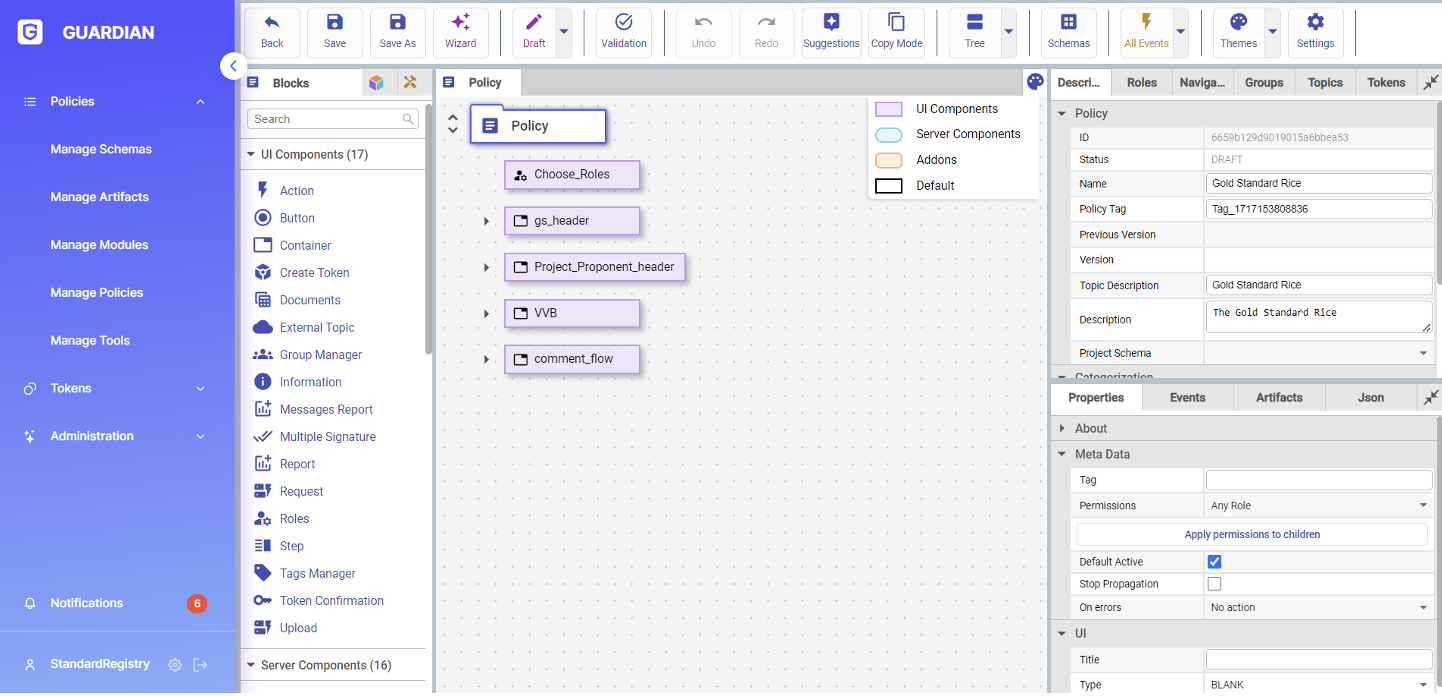 GUARDIAN
Policies
Manage Schemas
Manage Artifacts
Manage Modules
Manage Policies
Manage Tools
Tokens
Administration
Notifications
6
StandardRegistry
Back
Save
Save As
Wizard
Draft
Validation
Undo
Redo
Suggestions
Copy Mode
Tree
Schemas
All Events
Themes
Settings
Blocks
Search
UI Components (17)
Action
Button
Container
Create Token
Documents
External Topic
Group Manager
Information
Messages Report
Multiple Signature
Report
Request
Roles
Step
Tags Manager
Token Confirmation
Upload
Server Components (16)
Policy
Policy
Choose_Roles
gs_header
Project_Proponent_header
VVB
comment_flow
UI Components
Server Components
Addons
Default
Descri... Roles Naviga... Groups Topics Tokens
Policy
ID 6659b129d9019015a6bbea53
Status DRAFT
Name Gold Standard Rice
Policy Tag Tag_1717153808836
Previous Version
Version
Topic Description Gold Standard Rice
Description The Gold Standard Rice
Project Schema
Categorization
Properties Events Artifacts Json
About
Meta Data
Tag
Permissions Any Role
Apply permissions to children
Default Active
Stop Propagation
On errors No action
UI
Title
Type BLANK